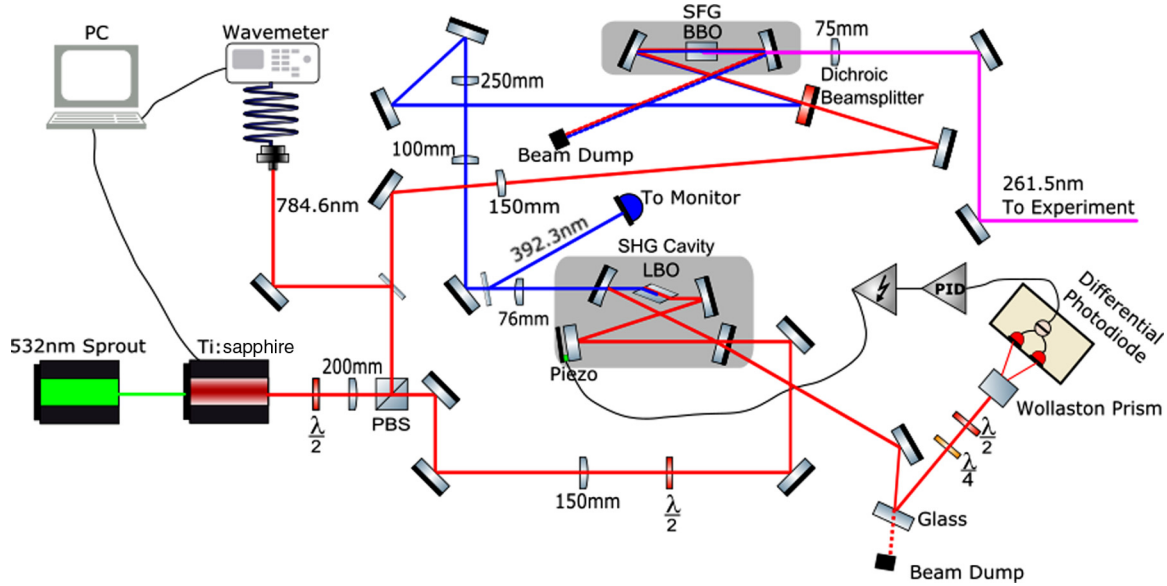 PC
Wavemeter
SFG
BBO
75mm
250mm
Dichroic
Beamsplitter
100mm
Beam Dump
150mm
784.6nm
To Monitor
261.5nm
To Experiment
392.3nm
SHG Cavity
LBO
76mm
PID
Differential
Photodiode
532nm Sprout
Ti:sapphire
200mm
Piezo
PBS
λ
2
Wollaston Prism
λ
2
λ
4
150mm
λ
2
Glass
Beam Dump